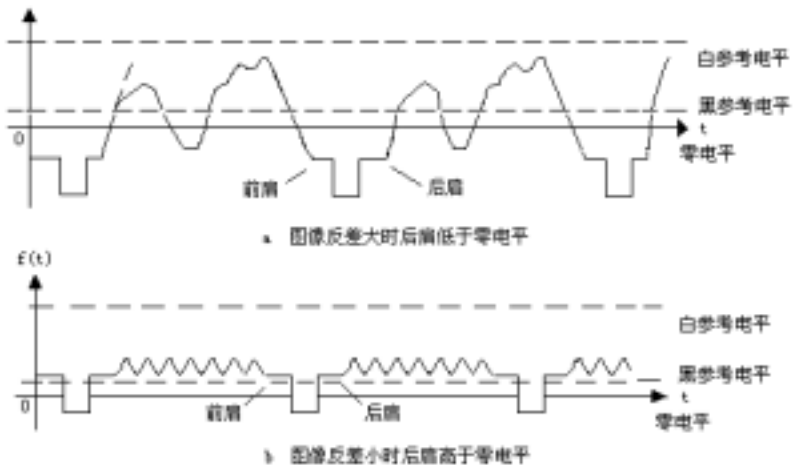 白参考电平
黑参考电平
t
0
零电平
前肩
后肩
a 图像反差大时后肩低于零电平
f(t)
白参考电平
黑参考电平
t
0
前肩
后肩
零电平
b 图像反差小时后肩高于零电平